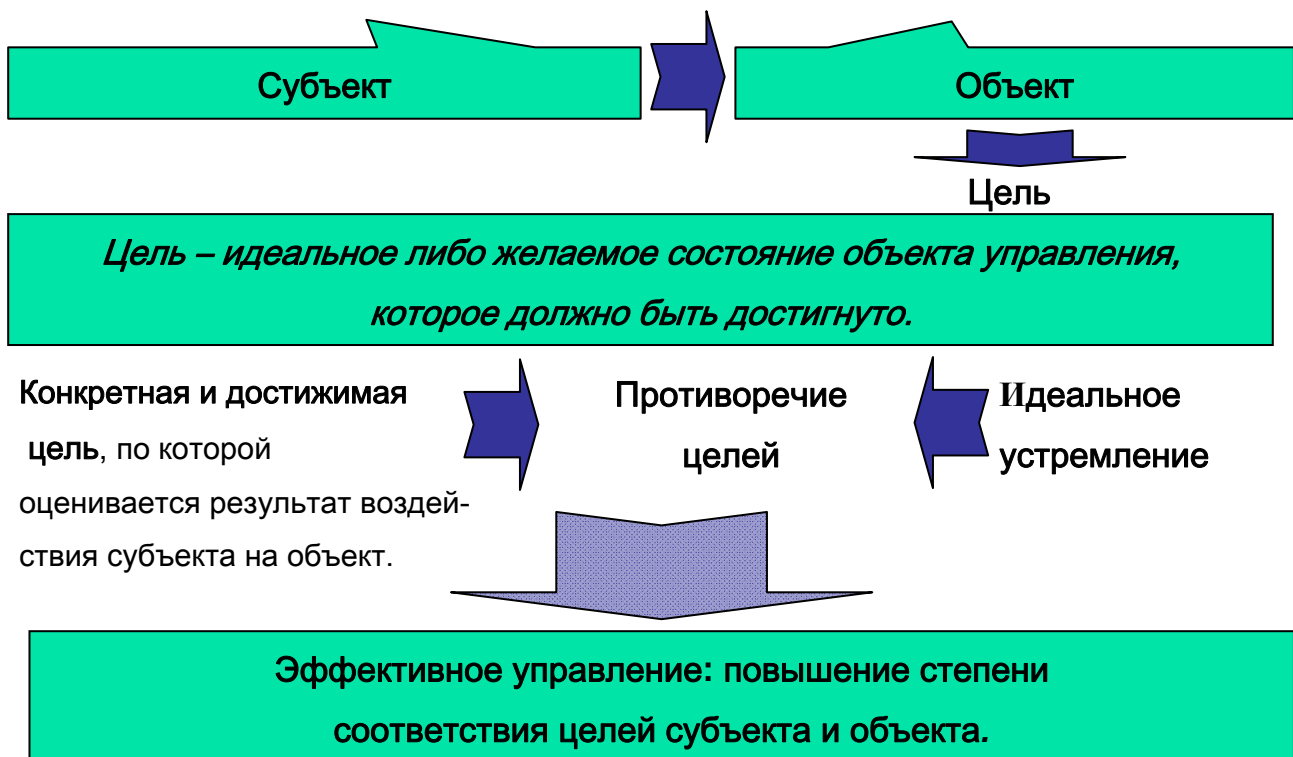 Субъект
Объект
Цель
Цель – идеальное либо желаемое состояние объекта управления,
которое должно быть достигнуто.
Конкретная и достижимая
цель, по которой
оценивается результат воздей-
ствия субъекта на объект.
Противоречие
целей
Идеальное
устремление
Эффективное управление: повышение степени
соответствия целей субъекта и объекта.